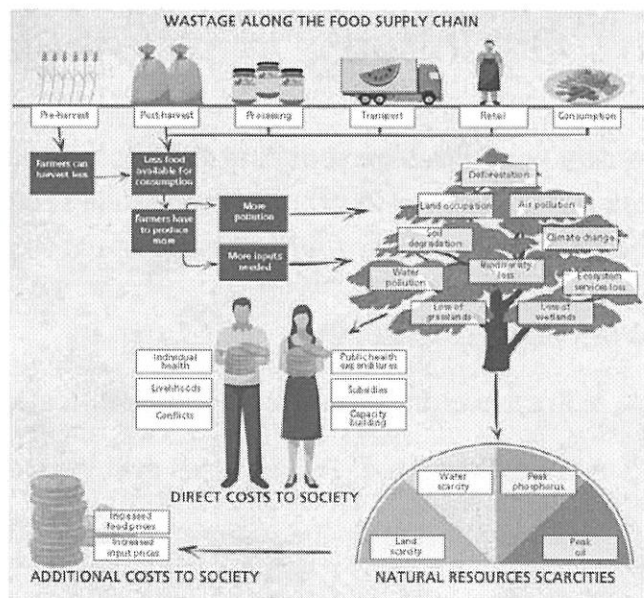 WASTAGE ALONG THE FOOD SUPPLY CHAIN
Pre-harvest
Post-harvest
Processing
Transport
Retail
Consumption
Farmers can
harvest less
Less food
available for
consumption
Farmers have
to produce
more
More
pollution
More inputs
needed
Deforestation
Land occupation
Air pollution
Soil
degradation
Climate change
Water
pollution
Biodiversity
loss
Ecosystem
services loss
Loss of
grasslands
Loss of
wetlands
Individual
health
Livelihoods
Conflicts
Public health
expenditures
Subsidies
Capacity
building
DIRECT COSTS TO SOCIETY
Water
scarcity
Peak
phosphorus
Land
scarcity
Peak
oil
Increased
food prices
Increased
input prices
ADDITIONAL COSTS TO SOCIETY
NATURAL RESOURCES SCARCITIES